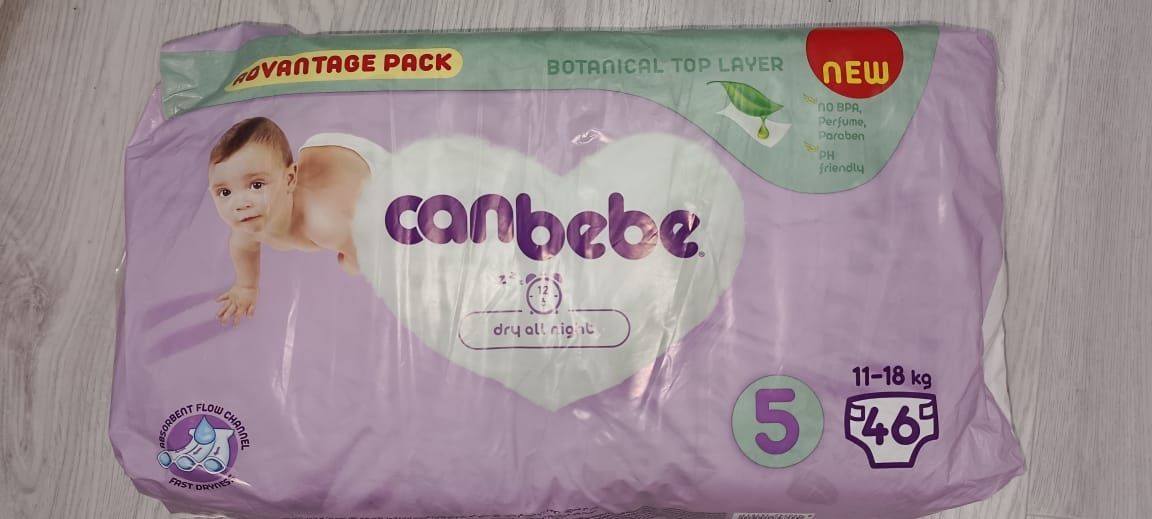 ADVANTAGE PACK
BOTANICAL TOP LAYER
NEW
NO BPA,
Perfume,
Paraben
PH
friendly
canbebe®
z z z
12
6
dry all night
ABSORBENT FLOW CHANNEL
FAST DRYNESS
5
11-18 kg
46